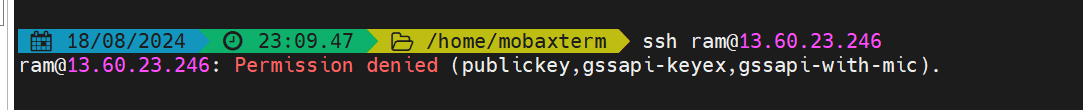 18/08/2024 23:09.47 /home/mobaxterm ssh ram@13.60.23.246
ram@13.60.23.246: Permission denied (publickey,gssapi-keyex,gssapi-with-mic).